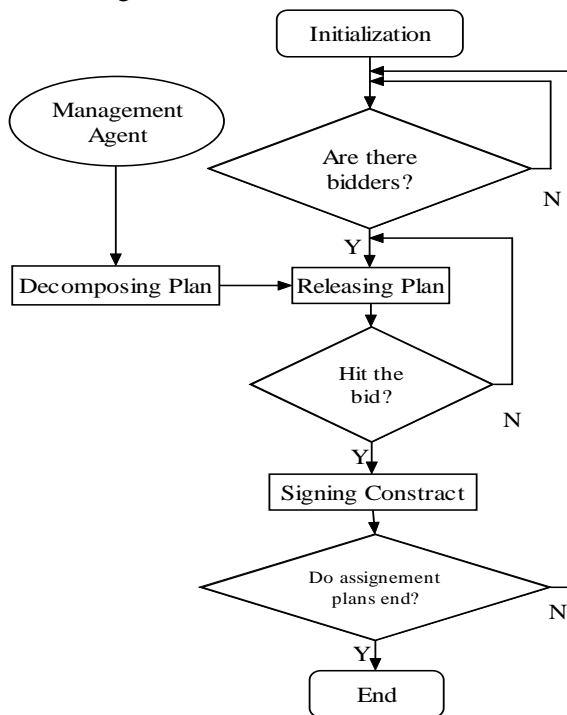 Initialization
Management
Agent
Are there
bidders?
N
Y
Decomposing Plan
Releasing Plan
Hit the
bid?
N
Y
Signing Constract
Do assignement
plans end?
N
Y
End